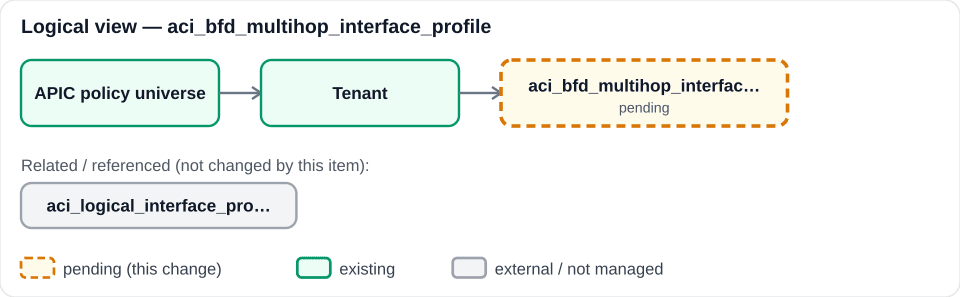 Logical view — aci_bfd_multihop_interface_profile
APIC policy universe
Tenant
aci_bfd_multihop_interfac…
pending
Related / referenced (not changed by this item):
aci_logical_interface_pro…
pending (this change)
existing
external / not managed